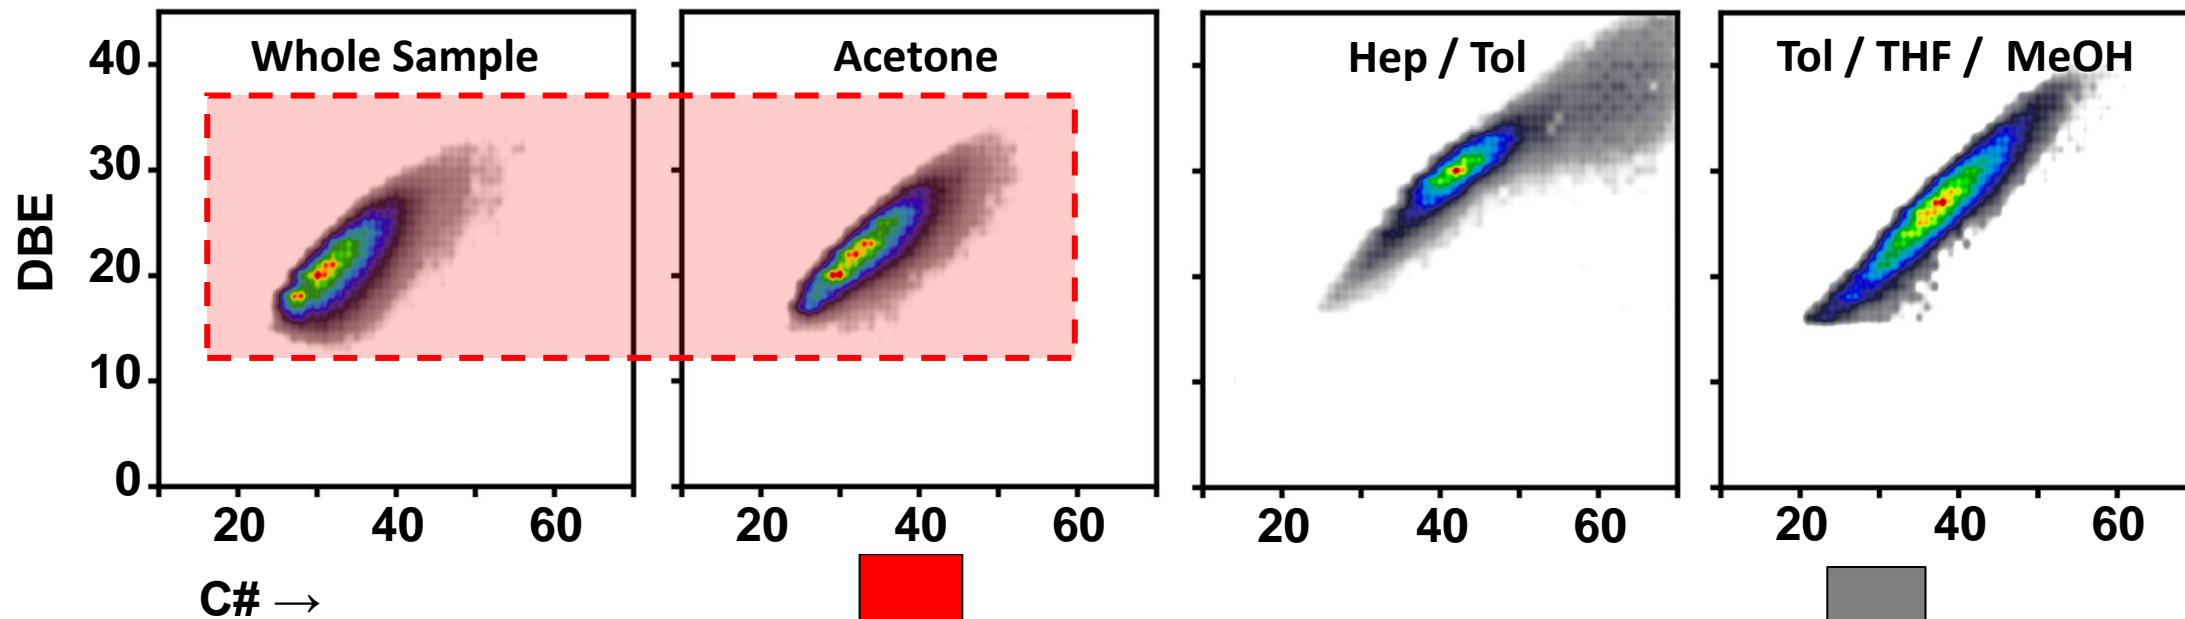 Whole Sample
Acetone
Hep / Tol
Tol / THF / MeOH
DBE
40
30
20
10
0
20 40 60
20 40 60
20 40 60
20 40 60
C# →